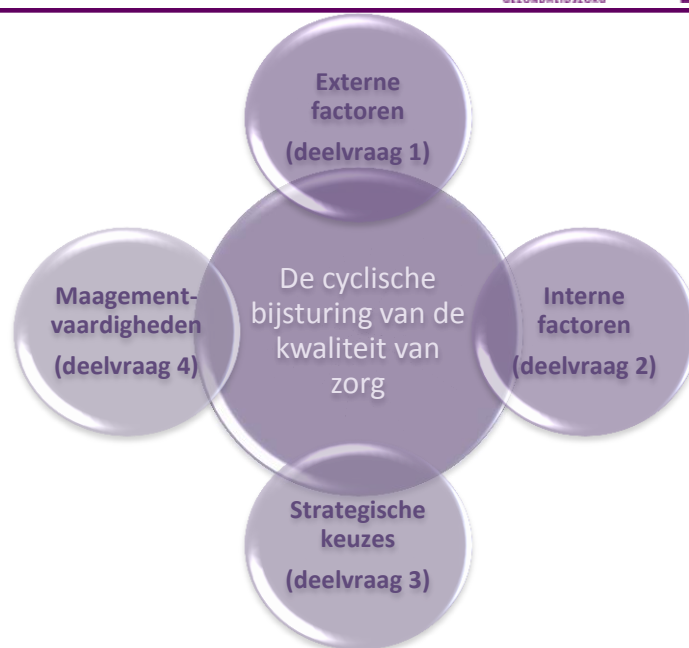 Externe
factoren
(deelvraag 1)
De cyclische
bijsturing van de
kwaliteit van
zorg
Maagement-
vaardigheden
(deelvraag 4)
Interne
factoren
(deelvraag 2)
Strategische
keuzes
(deelvraag 3)